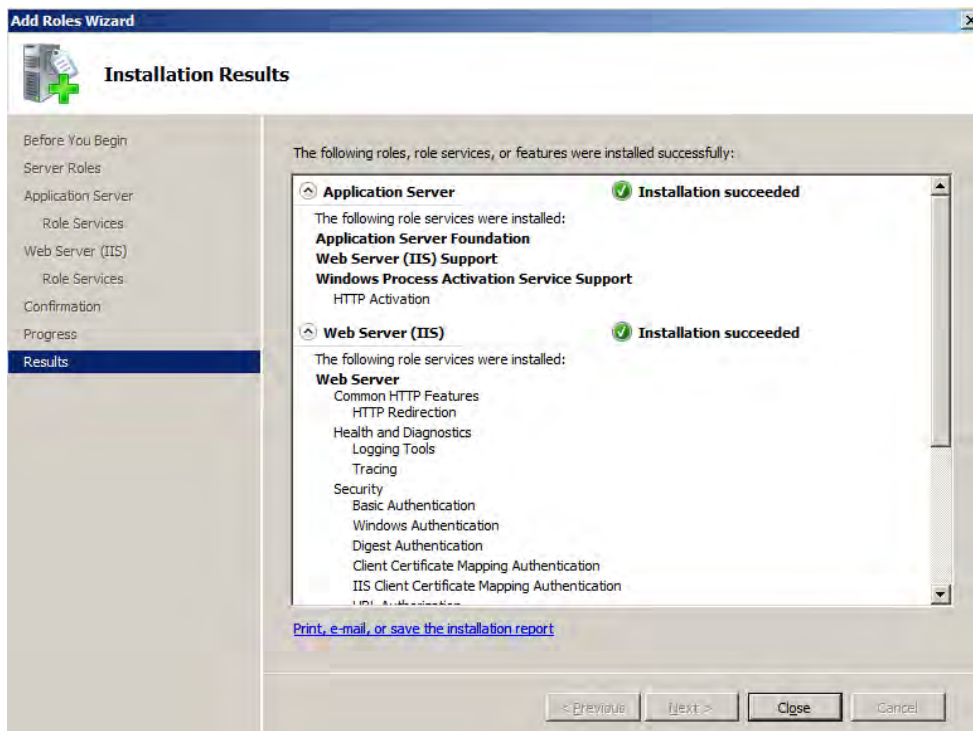 Add Roles Wizard
Installation Results
Before You Begin
Server Roles
Application Server
Role Services
Web Server (IIS)
Role Services
Confirmation
Progress
Results
The following roles, role services, or features were installed successfully:
Application Server Installation succeeded
The following role services were installed:
Application Server Foundation
Web Server (IIS) Support
Windows Process Activation Service Support
HTTP Activation
Web Server (IIS) Installation succeeded
The following role services were installed:
Web Server
Common HTTP Features
HTTP Redirection
Health and Diagnostics
Logging Tools
Tracing
Security
Basic Authentication
Windows Authentication
Digest Authentication
Client Certificate Mapping Authentication
IIS Client Certificate Mapping Authentication
Print, e-mail, or save the installation report
< Previous Next > Close Cancel